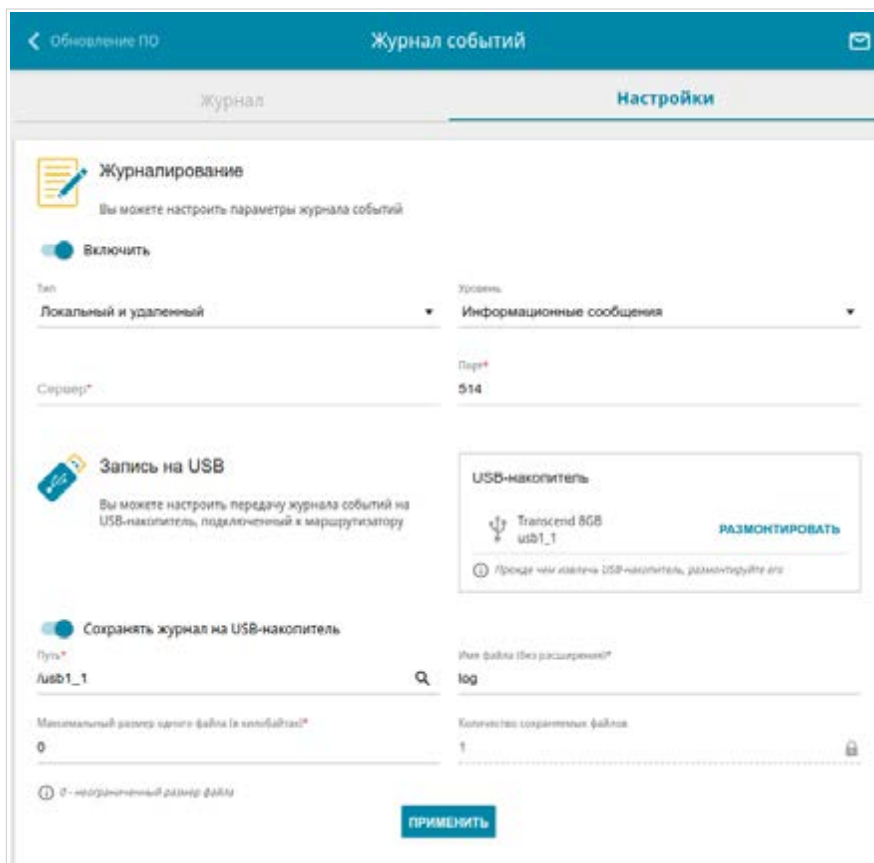 Обновление ПО
Журнал событий
Журнал
Настройки
Журналирование
Вы можете настроить параметры журнала событий
Включить
Тип
Локальный и удаленный
Уровень
Информационные сообщения
Сервер*
Порт*
514
Запись на USB
Вы можете настроить передачу журнала событий на
USB-накопитель, подключенный к маршрутизатору
USB-накопитель
Transcend 8GB
usb1_1
РАЗМОНТИРОВАТЬ
Прежде чем извлечь USB-накопитель, размонтируйте его
Сохранять журнал на USB-накопитель
Путь*
/usb1_1
Имя файла (без расширения)*
log
Максимальный размер одного файла (в килобайтах)*
0
Количество сохраняемых файлов
1
0 - неограниченный размер файла
ПРИМЕНИТЬ